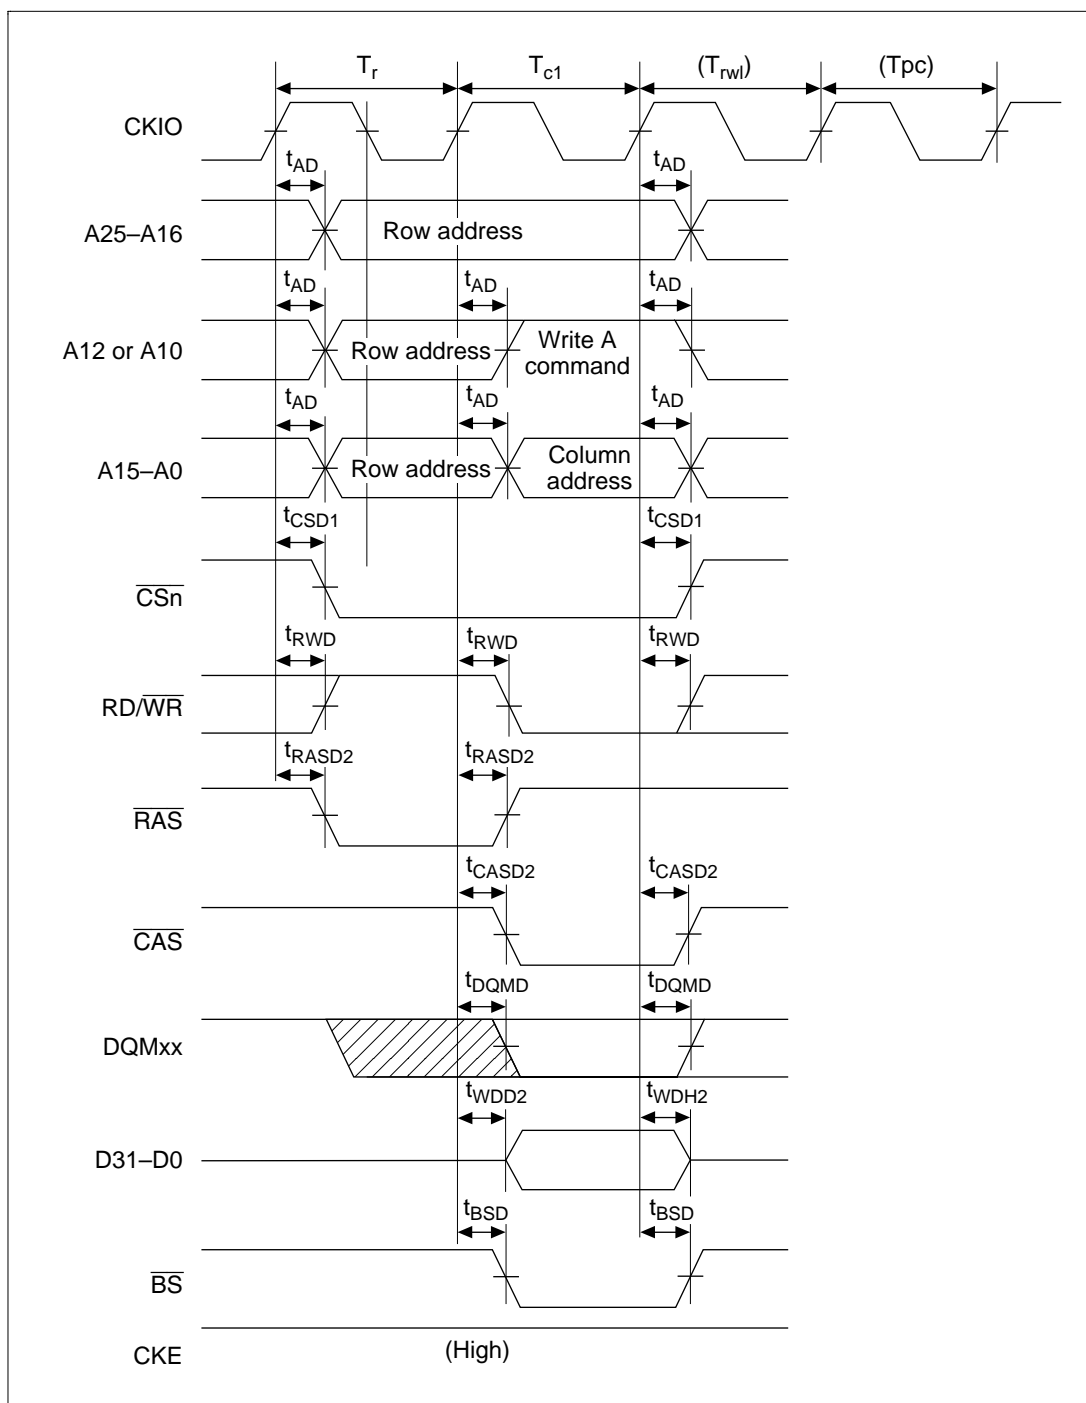 Tr Tc1 (Trwl) (Tpc)
CKIO
tAD tAD
A25–A16 Row address
tAD tAD tAD
A12 or A10 Row address Write A command
tAD tAD tAD
A15–A0 Row address Column address
tCSD1 tCSD1
CSn
tRWD tRWD tRWD
RD/WR
tRASD2 tRASD2
RAS
tCASD2 tCASD2
CAS
tDQMD tDQMD
DQMxx
tWDD2 tWDH2
D31–D0
tBSD tBSD
BS
CKE (High)